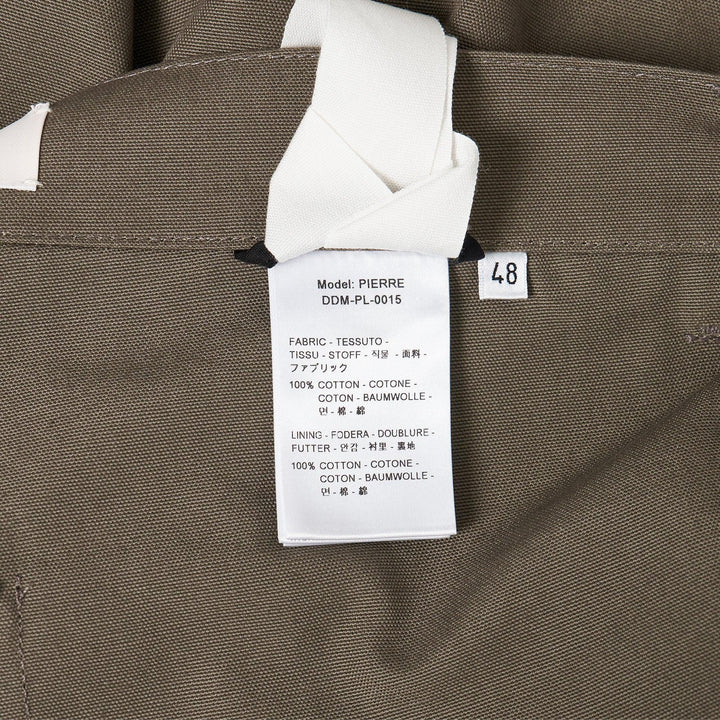 Model: PIERRE
DDM-PL-0015
48
FABRIC - TESSUTO -
TISSU - STOFF - 직물 - 面料 -
ファブリック
100% COTTON - COTONE -
COTON - BAUMWOLLE -
면 - 棉 - 綿
LINING - FODERA - DOUBLURE -
FUTTER - 안감 - 衬里 - 裏地
100% COTTON - COTONE -
COTON - BAUMWOLLE -
면 - 棉 - 綿